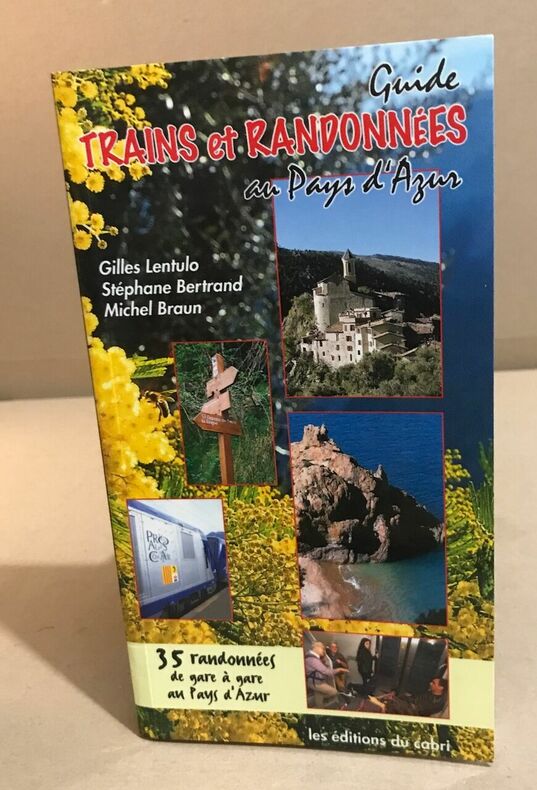 Guide
TRAINS et RANDONNÉES
au Pays d'Azur
Gilles Lentulo
Stéphane Bertrand
Michel Braun
35 randonnées
de gare à gare
au Pays d'Azur
les éditions du cabri